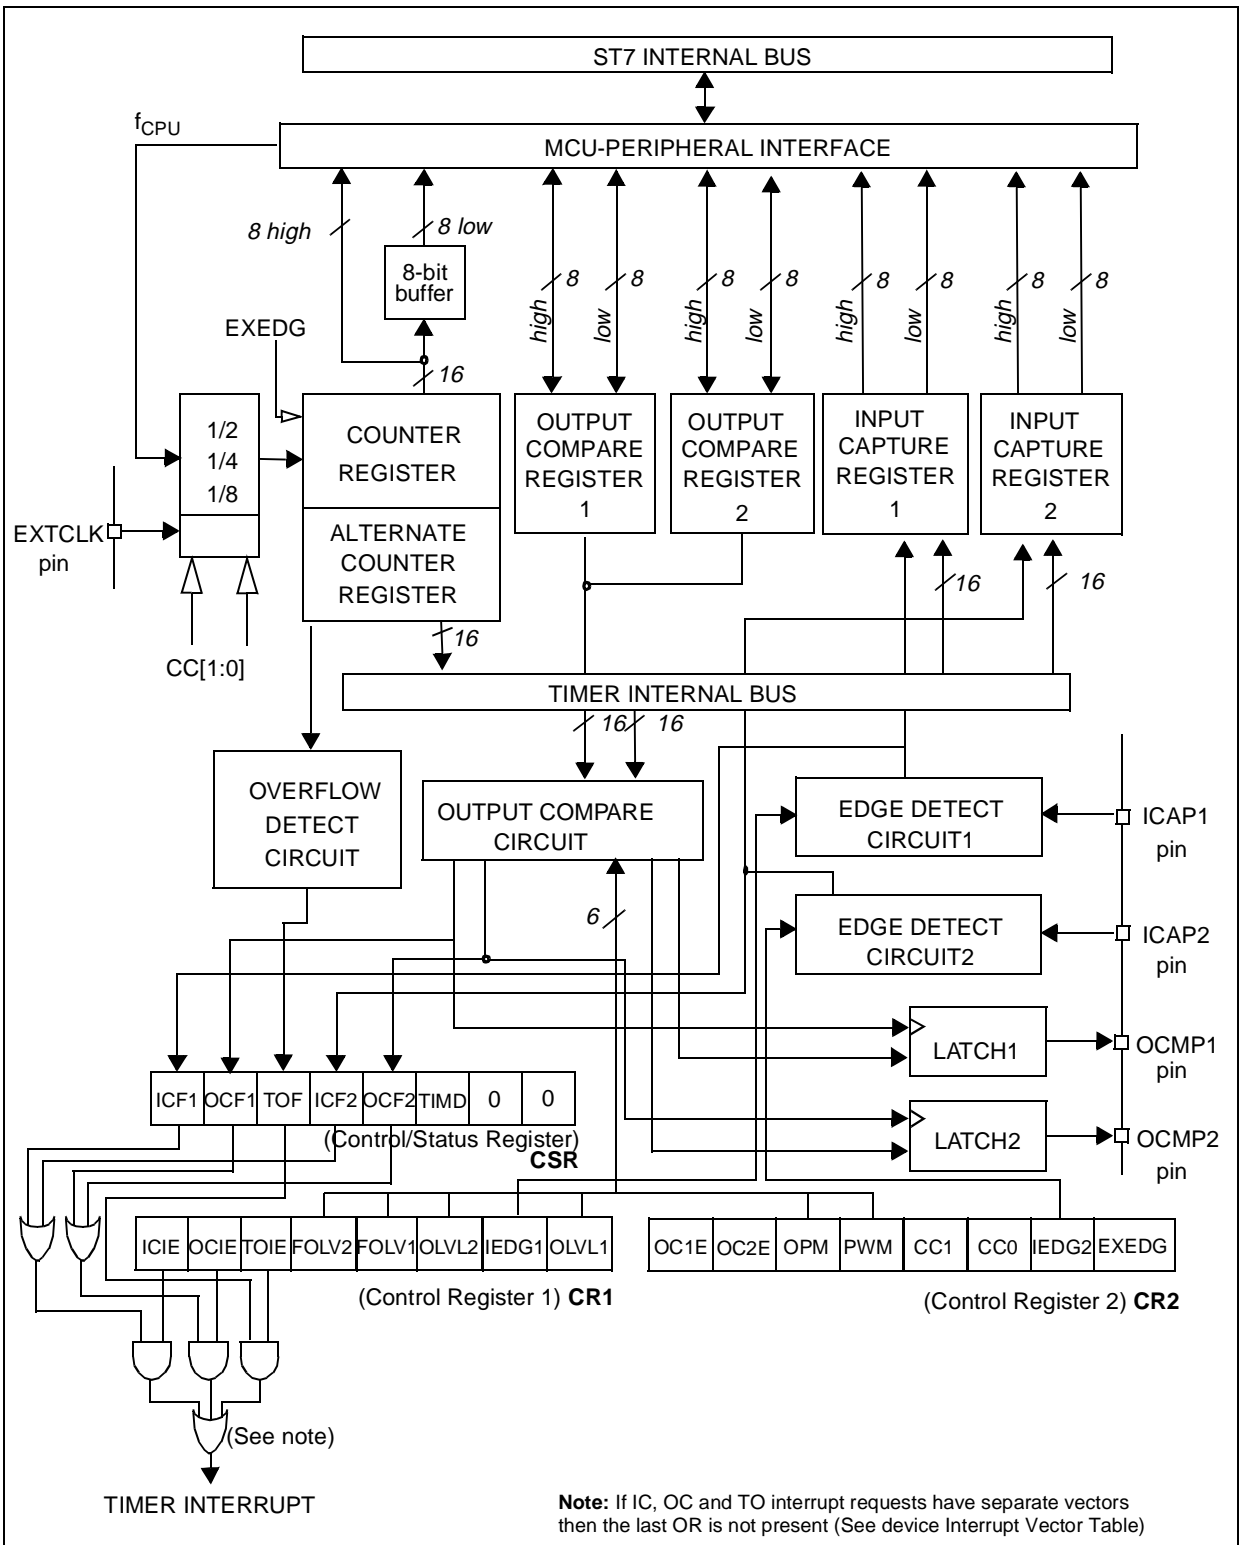 ST7 INTERNAL BUS
fCPU
MCU-PERIPHERAL INTERFACE
8 high
8 low
8-bit
buffer
high
8
low
8
high
8
low
8
high
8
low
8
high
8
low
8
EXEDG
16
1/2
1/4
1/8
COUNTER
REGISTER
OUTPUT
COMPARE
REGISTER
1
OUTPUT
COMPARE
REGISTER
2
INPUT
CAPTURE
REGISTER
1
INPUT
CAPTURE
REGISTER
2
EXTCLK
pin
ALTERNATE
COUNTER
REGISTER
16
16
16
CC[1:0]
TIMER INTERNAL BUS
16
16
OVERFLOW
DETECT
CIRCUIT
OUTPUT COMPARE
CIRCUIT
EDGE DETECT
CIRCUIT1
ICAP1
pin
6
EDGE DETECT
CIRCUIT2
ICAP2
pin
LATCH1
OCMP1
pin
ICF1 OCF1 TOF ICF2 OCF2 TIMD 0 0
(Control/Status Register)
CSR
LATCH2
OCMP2
pin
ICIE OCIE TOIE FOLV2 FOLV1 OLVL2 IEDG1 OLVL1
OC1E OC2E OPM PWM CC1 CC0 IEDG2 EXEDG
(Control Register 1) CR1
(Control Register 2) CR2
(See note)
TIMER INTERRUPT
Note: If IC, OC and TO interrupt requests have separate vectors
then the last OR is not present (See device Interrupt Vector Table)